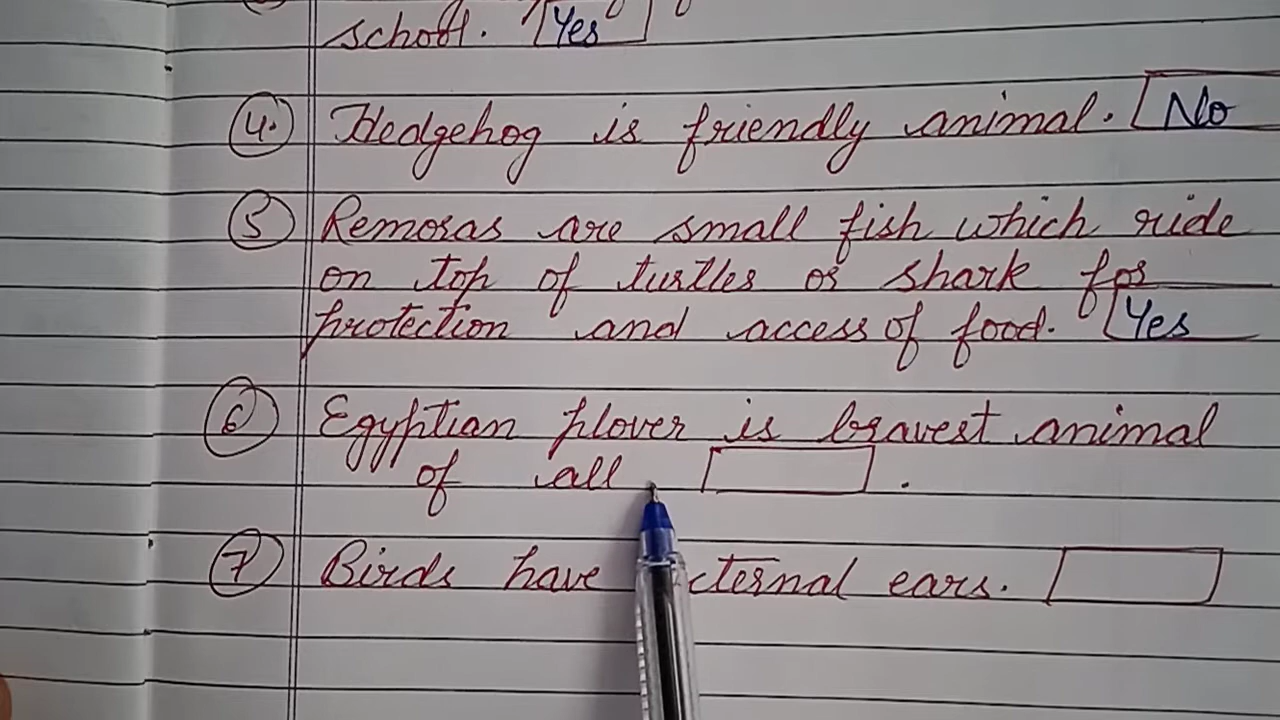 school. Yes
4. Hedgehog is friendly animal. No
5 Remoras are small fish which ride
on top of turtles or shark for
protection and access of food. Yes
6 Egyptian plover is bravest animal
of all .
7 Birds have ears.